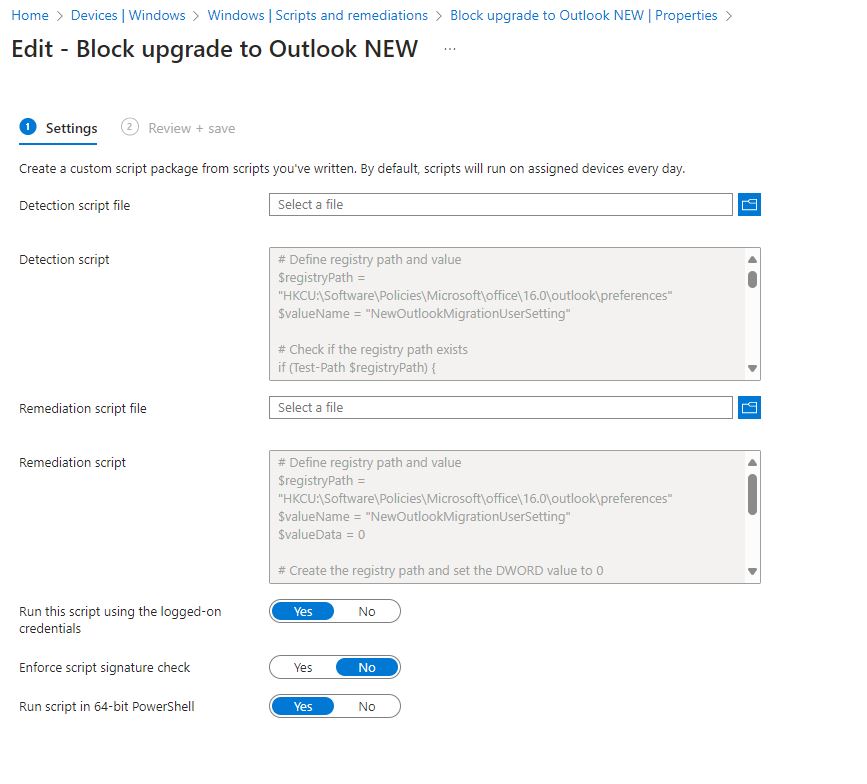 Home > Devices | Windows > Windows | Scripts and remediations > Block upgrade to Outlook NEW | Properties >
Edit - Block upgrade to Outlook NEW ...
1 Settings 2 Review + save
Create a custom script package from scripts you've written. By default, scripts will run on assigned devices every day.
Detection script file Select a file
Detection script # Define registry path and value
$registryPath =
"HKCU:\Software\Policies\Microsoft\office\16.0\outlook\preferences"
$valueName = "NewOutlookMigrationUserSetting"
# Check if the registry path exists
if (Test-Path $registryPath) {
Remediation script file Select a file
Remediation script # Define registry path and value
$registryPath =
"HKCU:\Software\Policies\Microsoft\office\16.0\outlook\preferences"
$valueName = "NewOutlookMigrationUserSetting"
$valueData = 0
# Create the registry path and set the DWORD value to 0
Run this script using the logged-on Yes No
credentials
Enforce script signature check Yes No
Run script in 64-bit PowerShell Yes No